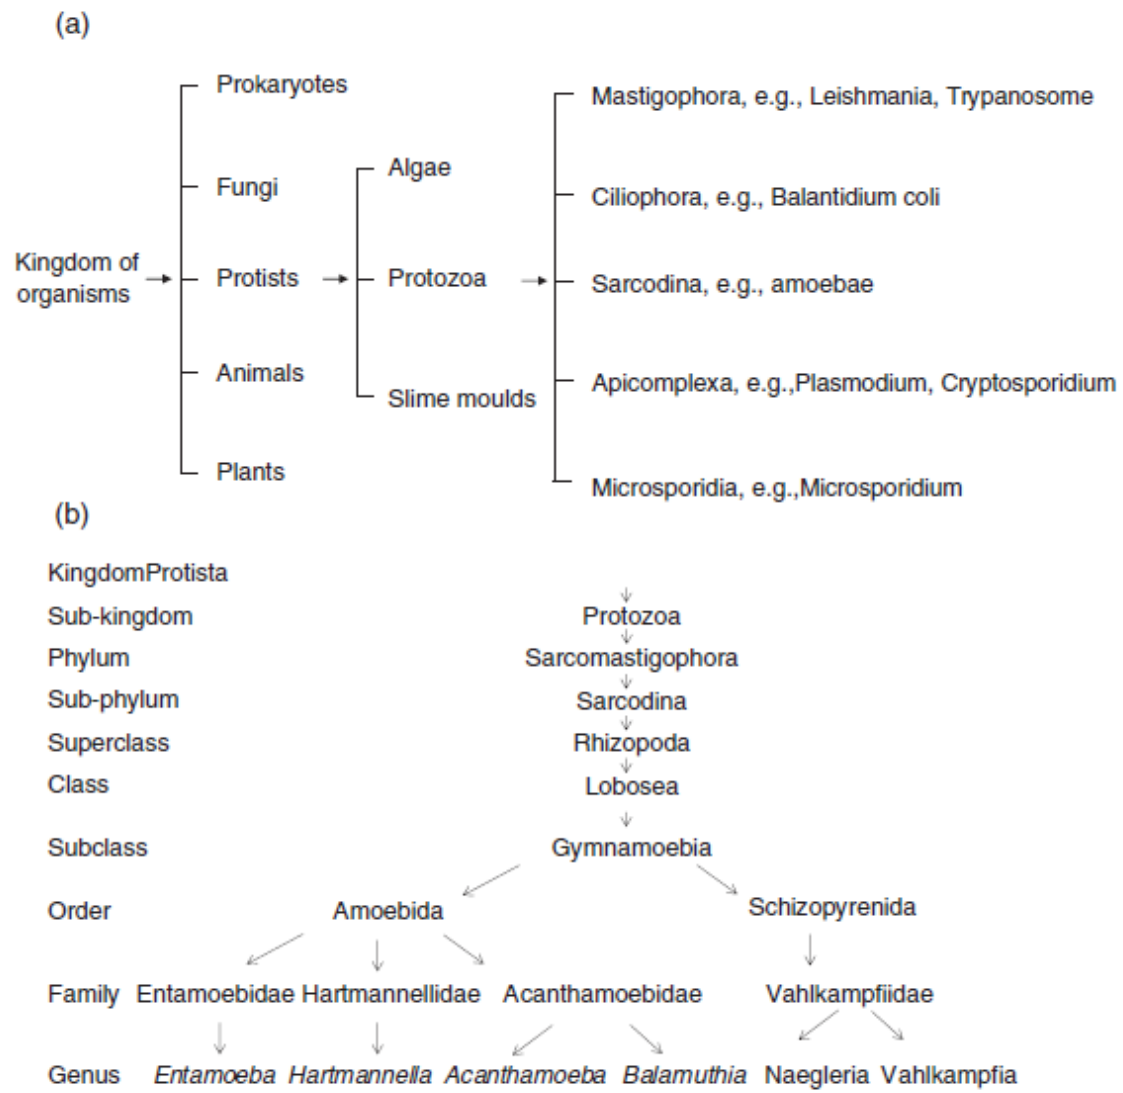 (a)
Prokaryotes
Fungi
Kingdom of
organisms
Protists
Animals
Plants
Algae
Protozoa
Slime moulds
Mastigophora, e.g., Leishmania, Trypanosome
Ciliophora, e.g., Balantidium coli
Sarcodina, e.g., amoebae
Apicomplexa, e.g.,Plasmodium, Cryptosporidium
Microsporidia, e.g.,Microsporidium
(b)
KingdomProtista
Sub-kingdom Protozoa
Phylum Sarcomastigophora
Sub-phylum Sarcodina
Superclass Rhizopoda
Class Lobosea
Subclass Gymnamoebia
Order Amoebida Schizopyrenida
Family Entamoebidae Hartmannellidae Acanthamoebidae Vahlkampfiidae
Genus Entamoeba Hartmannella Acanthamoeba Balamuthia Naegleria Vahlkampfia